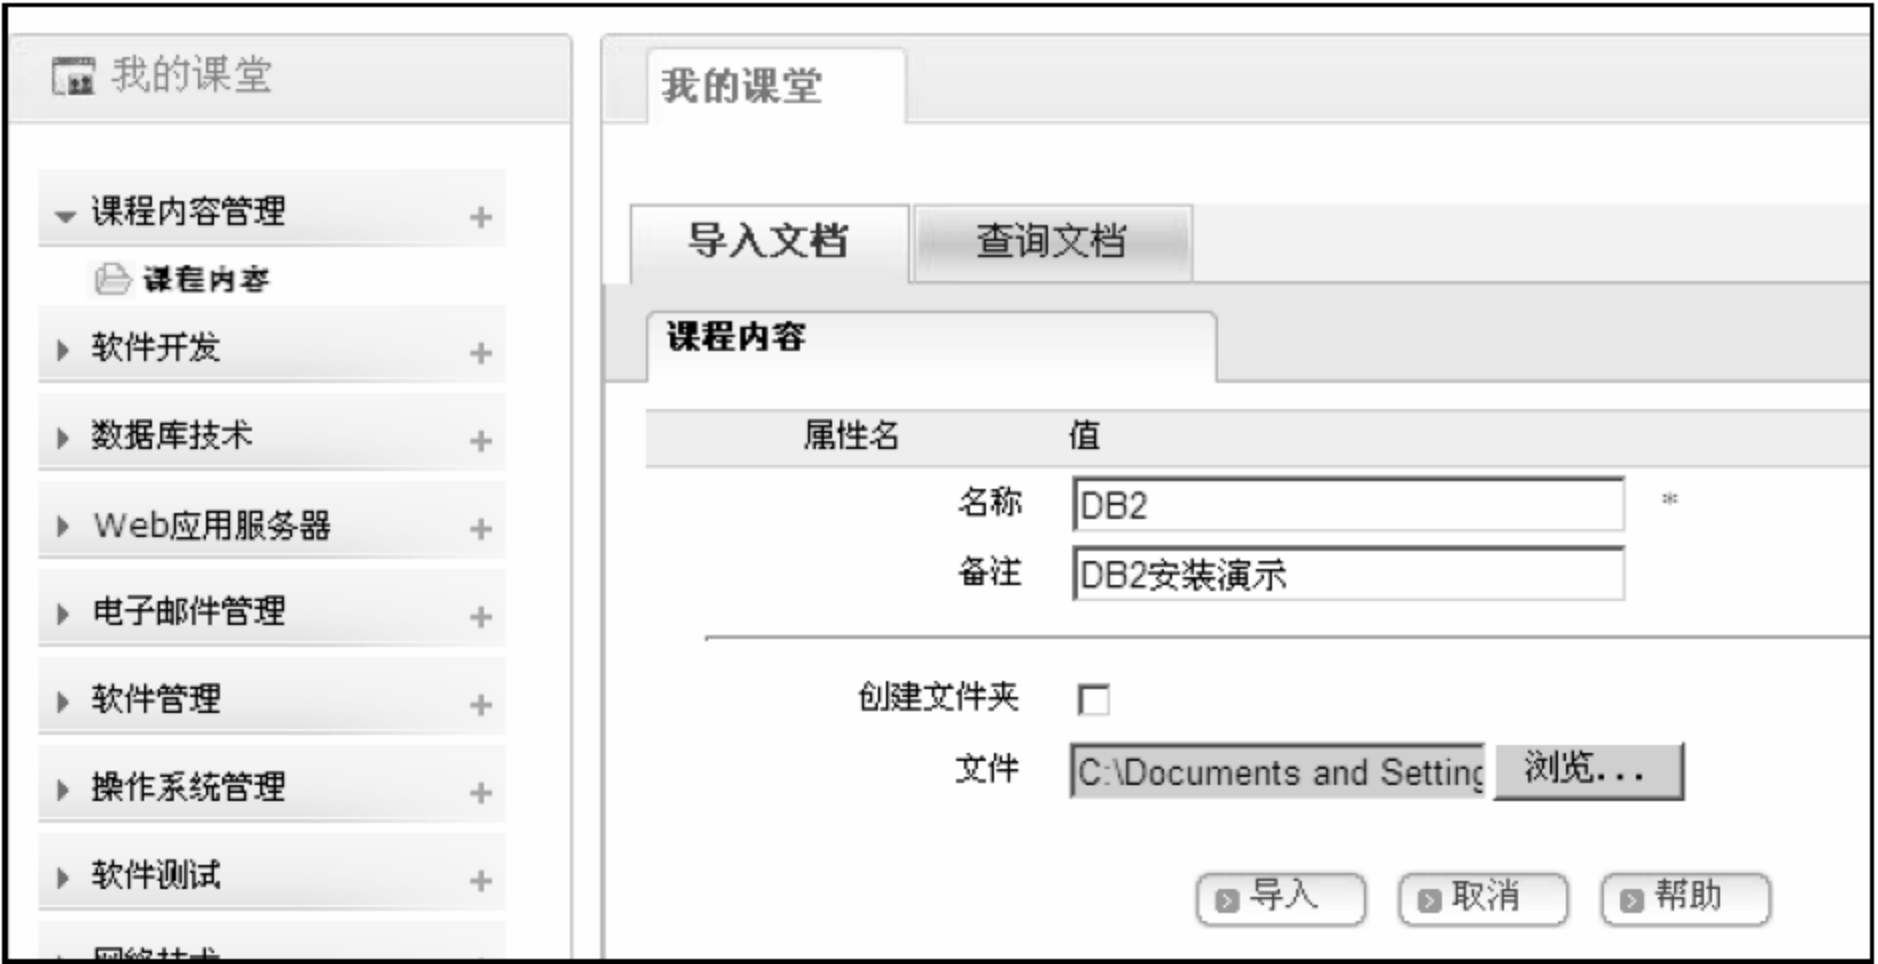 我的课堂
课程内容管理
课程内容
软件开发
数据库技术
Web应用服务器
电子邮件管理
软件管理
操作系统管理
软件测试
网络技术
我的课堂
导入文档 查询文档
课程内容
属性名 值
名称 DB2 *
备注 DB2安装演示
创建文件夹
文件 C:\Documents and Setting 浏览...
导入 取消 帮助